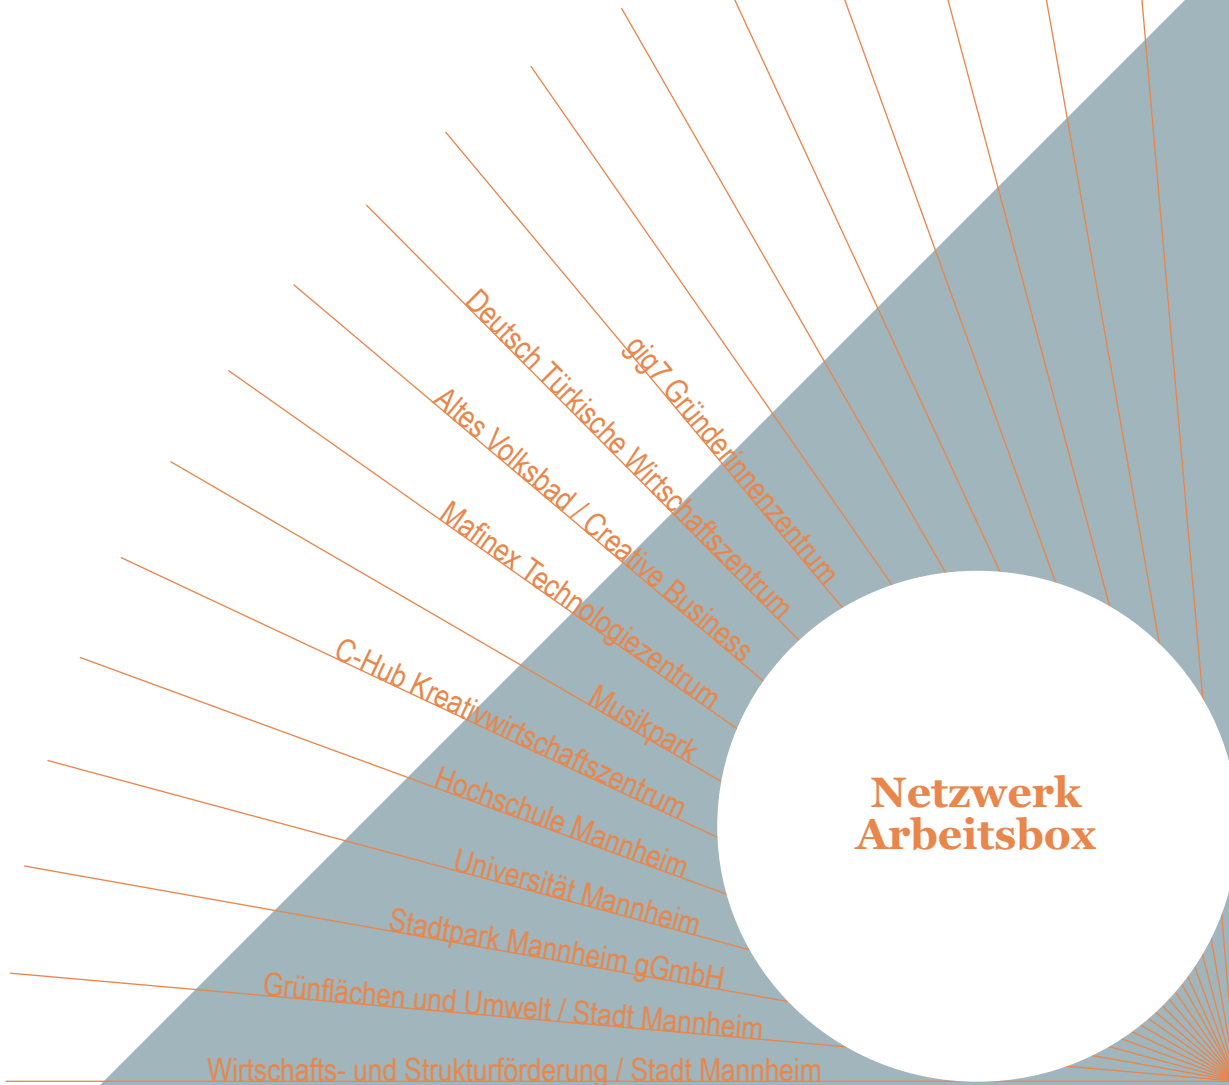 gig7 Gründerinnenzentrum
Deutsch Türkische Wirtschaftszentrum
Altes Volksbad / Creative Business
Mafinex Technologiezentrum
Musikpark
C-Hub Kreativwirtschaftszentrum
Hochschule Mannheim
Universität Mannheim
Stadtpark Mannheim gGmbH
Grünflächen und Umwelt / Stadt Mannheim
Wirtschafts- und Strukturförderung / Stadt Mannheim
Netzwerk
Arbeitsbox